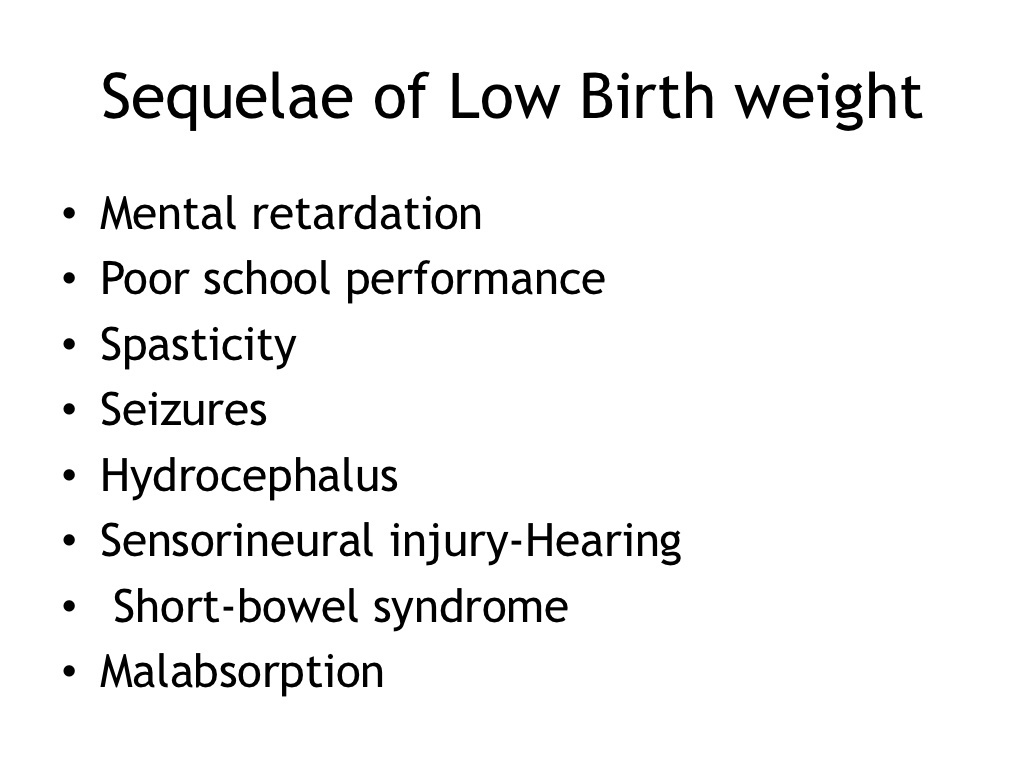 Sequelae of Low Birth weight
• Mental retardation
• Poor school performance
• Spasticity
• Seizures
• Hydrocephalus
• Sensorineural injury-Hearing
• Short-bowel syndrome
• Malabsorption